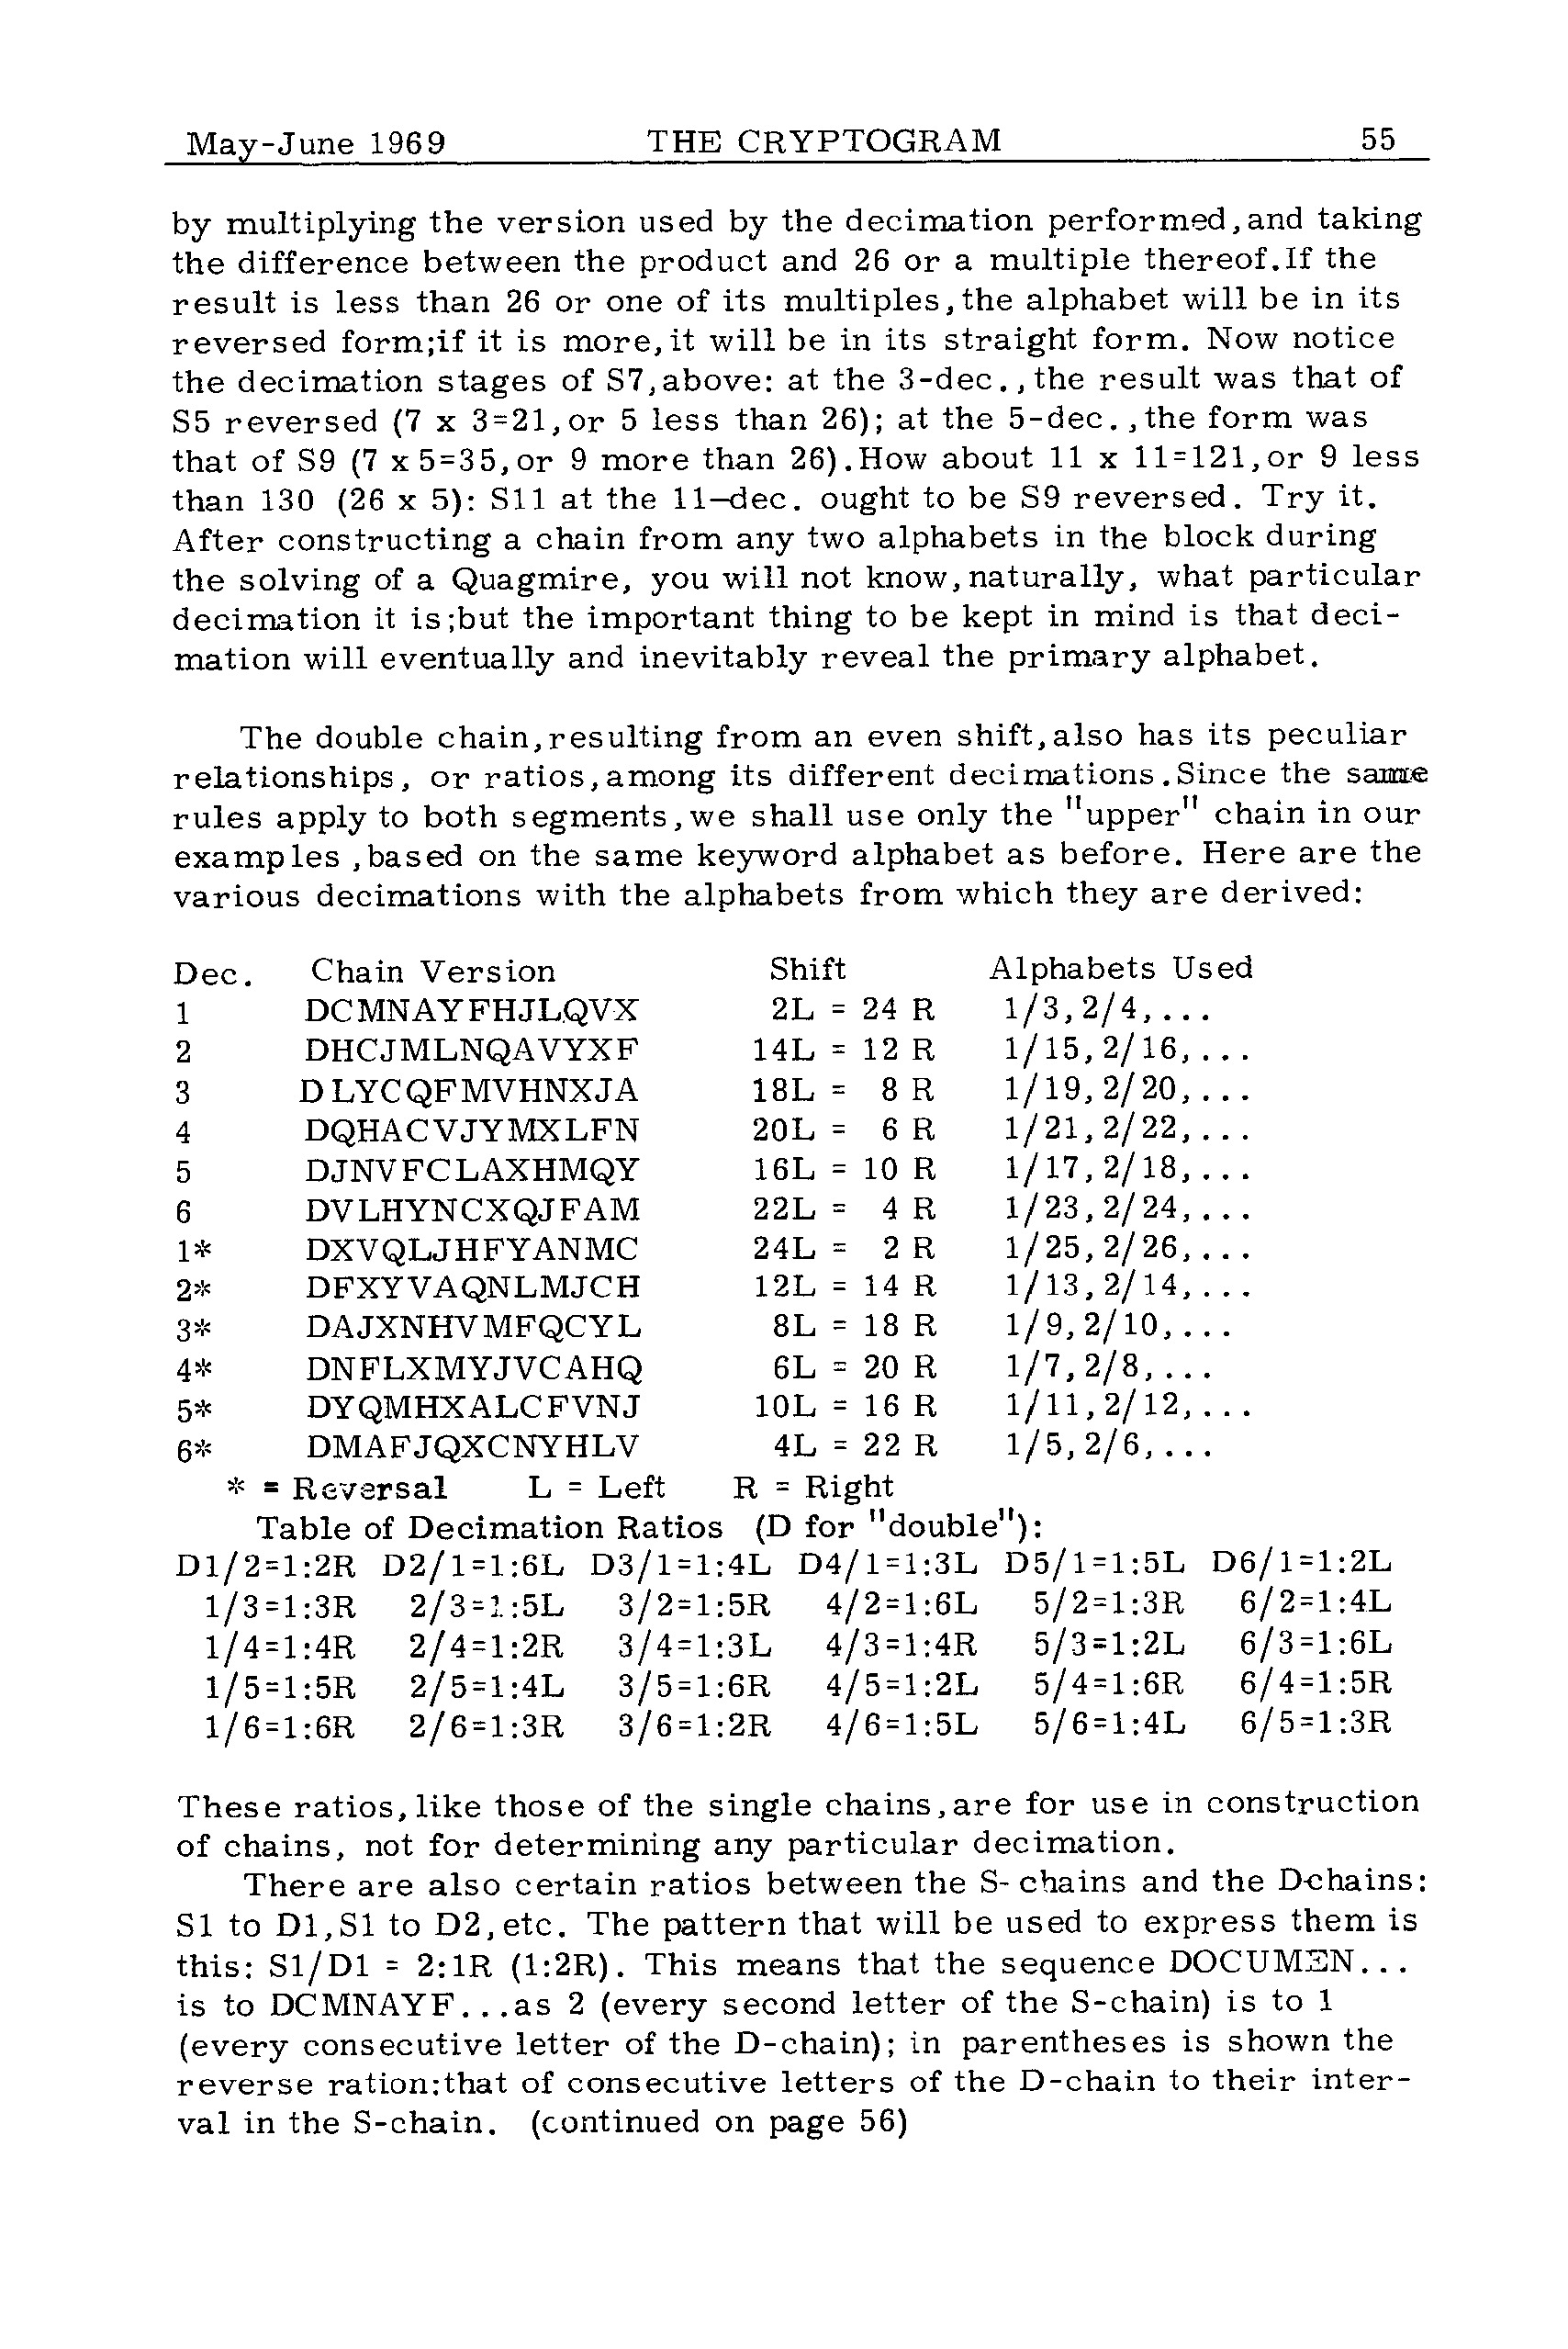 May-June 1969 THE CRYPTOGRAM 55
by multiplying the version used by the decimation performed,and taking
the difference between the product and 26 or a multiple thereof.If the
result is less than 26 or one of its multiples,the alphabet will be in its
reversed form;if it is more,it will be in its straight form. Now notice
the decimation stages of S7,above: at the 3-dec.,the result was that of
S5 reversed (7 x 3=21,or 5 less than 26); at the 5-dec.,the form was
that of S9 (7 x 5=35,or 9 more than 26).How about 11 x 11=121,or 9 less
than 130 (26 x 5): S11 at the 11-dec. ought to be S9 reversed. Try it.
After constructing a chain from any two alphabets in the block during
the solving of a Quagmire, you will not know,naturally, what particular
decimation it is;but the important thing to be kept in mind is that deci-
mation will eventually and inevitably reveal the primary alphabet.
The double chain,resulting from an even shift,also has its peculiar
relationships, or ratios,among its different decimations.Since the same
rules apply to both segments,we shall use only the "upper" chain in our
examples ,based on the same keyword alphabet as before. Here are the
various decimations with the alphabets from which they are derived:
Dec. Chain Version Shift Alphabets Used
1 DCMNAYFHJLQVX 2L = 24 R 1/3,2/4,...
2 DHCJMLNQAVYXF 14L = 12 R 1/15,2/16,...
3 DLYCQFMVHNXJA 18L = 8 R 1/19,2/20,...
4 DQHACVJYMXLFN 20L = 6 R 1/21,2/22,...
5 DJNVFCLAXHMQY 16L = 10 R 1/17,2/18,...
6 DVLHYNCXQJFAM 22L = 4 R 1/23,2/24,...
1* DXVQLJHFYANMC 24L = 2 R 1/25,2/26,...
2* DFXYVAQNLMJCH 12L = 14 R 1/13,2/14,...
3* DAJXNHVMFQCYL 8L = 18 R 1/9,2/10,...
4* DNFLXMYJVCAHQ 6L = 20 R 1/7,2/8,...
5* DYQMHXALCFVNJ 10L = 16 R 1/11,2/12,...
6* DMAFJQXCNYHLV 4L = 22 R 1/5,2/6,...
* = Reversal L = Left R = Right
Table of Decimation Ratios (D for "double"):
D1/2=1:2R D2/1=1:6L D3/1=1:4L D4/1=1:3L D5/1=1:5L D6/1=1:2L
1/3=1:3R 2/3=1:5L 3/2=1:5R 4/2=1:6L 5/2=1:3R 6/2=1:4L
1/4=1:4R 2/4=1:2R 3/4=1:3L 4/3=1:4R 5/3=1:2L 6/3=1:6L
1/5=1:5R 2/5=1:4L 3/5=1:6R 4/5=1:2L 5/4=1:6R 6/4=1:5R
1/6=1:6R 2/6=1:3R 3/6=1:2R 4/6=1:5L 5/6=1:4L 6/5=1:3R
These ratios,like those of the single chains,are for use in construction
of chains, not for determining any particular decimation.
There are also certain ratios between the S-chains and the D-chains:
S1 to D1,S1 to D2,etc. The pattern that will be used to express them is
this: S1/D1 = 2:1R (1:2R). This means that the sequence DOCUMEN...
is to DCMNAYF...as 2 (every second letter of the S-chain) is to 1
(every consecutive letter of the D-chain); in parentheses is shown the
reverse ration:that of consecutive letters of the D-chain to their inter-
val in the S-chain. (continued on page 56)